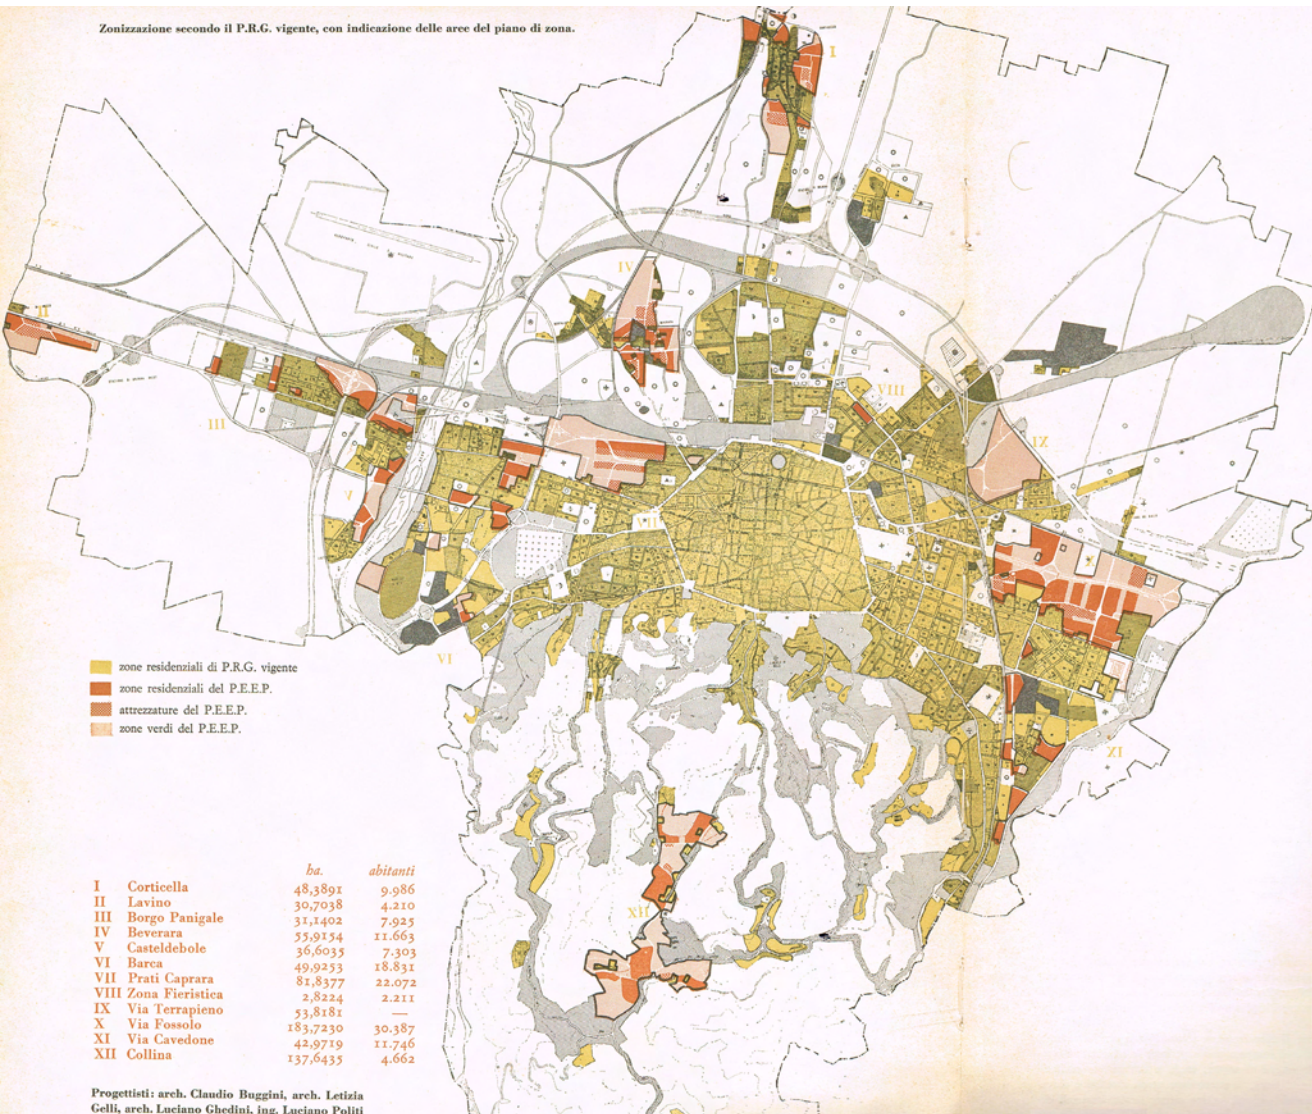 Zonizzazione secondo il P.R.G. vigente, con indicazione delle aree del piano di zona.
I
II
III
IV
V
VI
VII
VIII
IX
X
XI
XII
zone residenziali di P.R.G. vigente
zone residenziali del P.E.E.P.
attrezzature del P.E.E.P.
zone verdi del P.E.E.P.
ha. abitanti
I Corticella 48,3891 9.986
II Lavino 30,7038 4.210
III Borgo Panigale 31,1402 7.925
IV Beverara 55,9154 11.663
V Casteldebole 36,6035 7.303
VI Barca 49,9253 18.831
VII Prati Caprara 81,8377 22.072
VIII Zona Fieristica 2,8224 2.211
IX Via Terrapieno 53,8181 —
X Via Fossolo 183,7230 30.387
XI Via Cavedone 42,9719 11.746
XII Collina 137,6435 4.662
Progettisti: arch. Claudio Buggini, arch. Letizia
Gelli, arch. Luciano Ghedini, ing. Luciano Politi